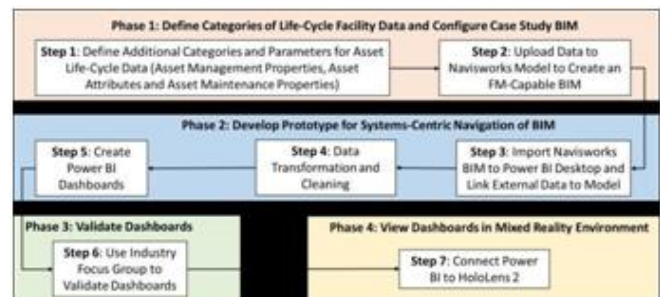 Phase 1: Define Categories of Life-Cycle Facility Data and Configure Case Study BIM
Step 1: Define Additional Categories and Parameters for Asset
Life-Cycle Data (Asset Management Properties, Asset
Attributes and Asset Maintenance Properties)
Step 2: Upload Data to
Navisworks Model to Create an
FM-Capable BIM
Phase 2: Develop Prototype for Systems-Centric Navigation of BIM
Step 3: Import Navisworks
BIM to Power BI Desktop and
Link External Data to Model
Step 4: Data
Transformation and
Cleaning
Step 5: Create
Power BI
Dashboards
Phase 3: Validate Dashboards
Step 6: Use Industry
Focus Group to
Validate Dashboards
Phase 4: View Dashboards in Mixed Reality Environment
Step 7: Connect Power
BI to HoloLens 2